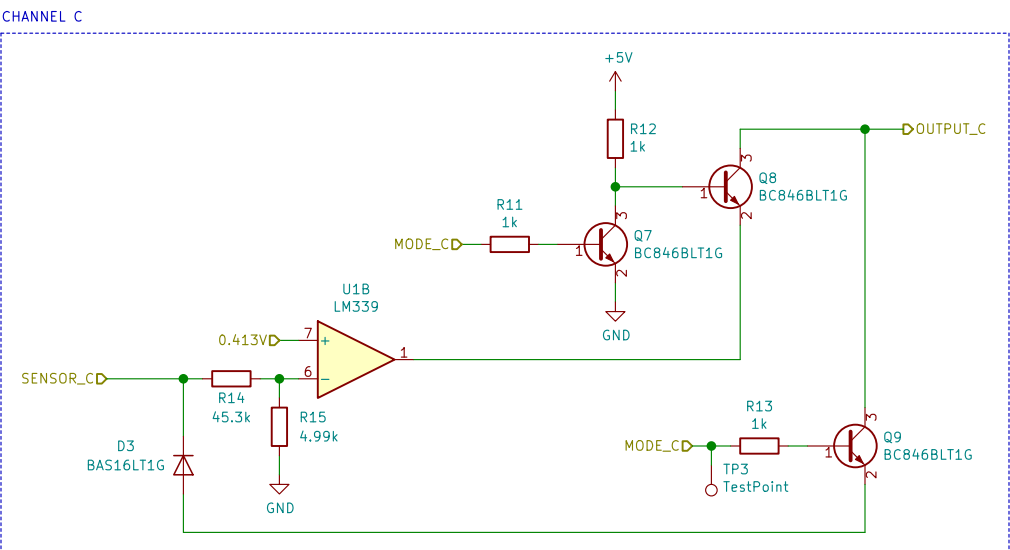 CHANNEL C
+5V
R12
1k
OUTPUT_C
3
Q8
BC846BLT1G
1
2
R11
1k
MODE_C
3
Q7
BC846BLT1G
1
2
GND
U1B
LM339
0.413V
7
+
1
6
-
SENSOR_C
R14
45.3k
R15
4.99k
GND
D3
BAS16LT1G
R13
1k
MODE_C
3
Q9
BC846BLT1G
1
2
TP3
TestPoint